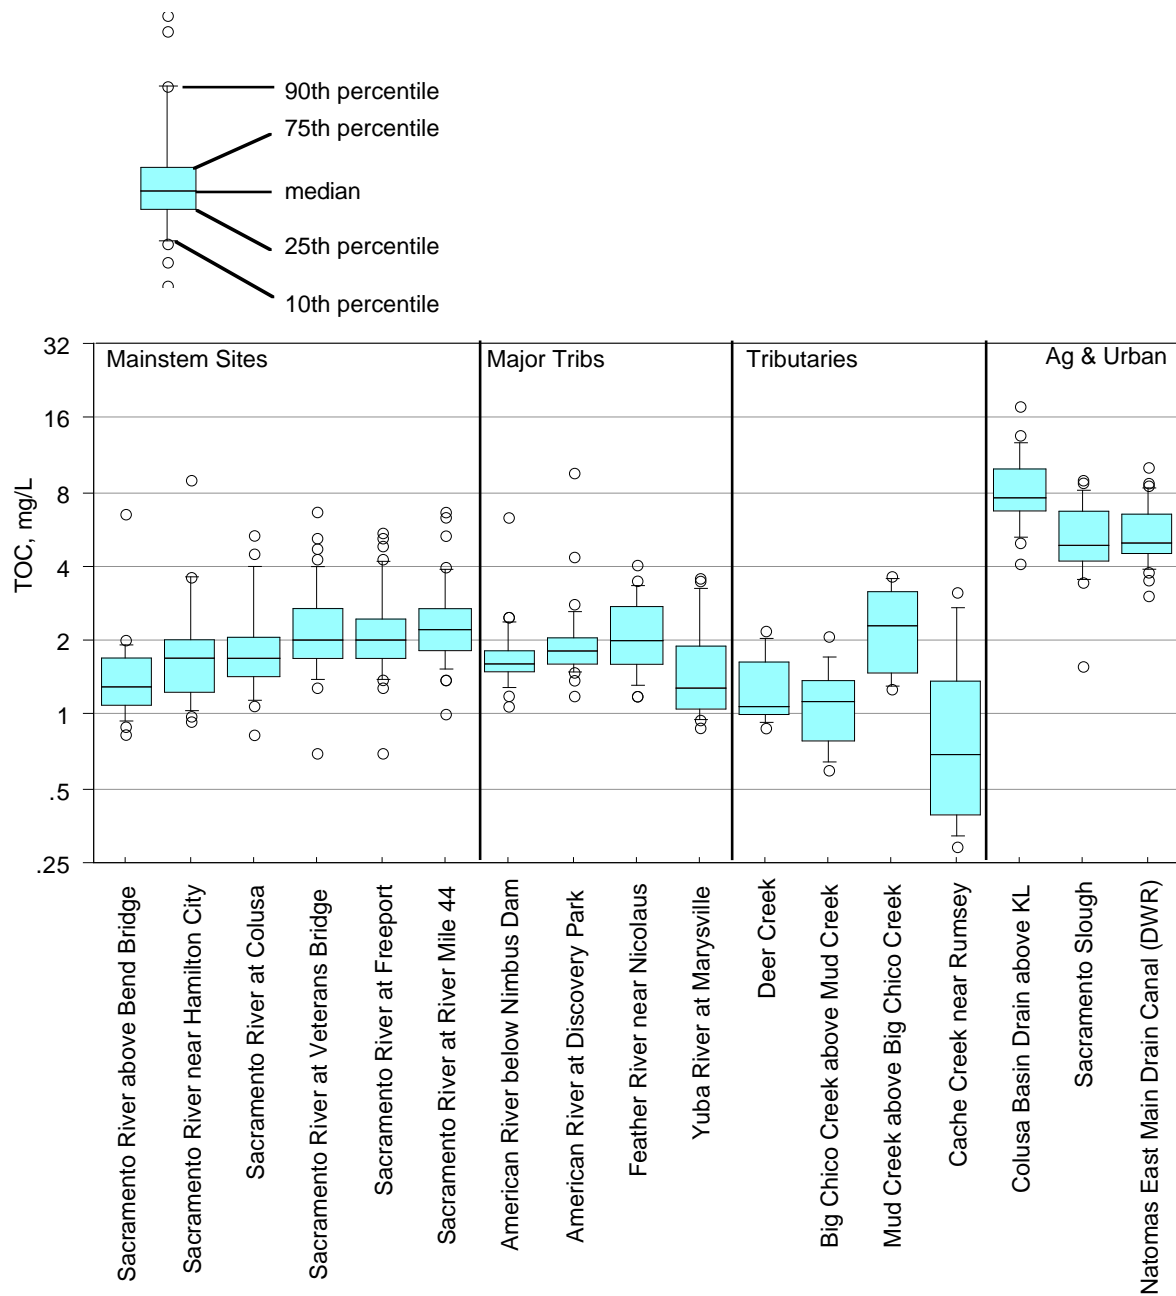 90th percentile
75th percentile
median
25th percentile
10th percentile
Mainstem Sites
Major Tribs
Tributaries
Ag & Urban
TOC, mg/L
32
16
8
4
2
1
.5
.25
Sacramento River above Bend Bridge
Sacramento River near Hamilton City
Sacramento River at Colusa
Sacramento River at Veterans Bridge
Sacramento River at Freeport
Sacramento River at River Mile 44
American River below Nimbus Dam
American River at Discovery Park
Feather River near Nicolaus
Yuba River at Marysville
Deer Creek
Big Chico Creek above Mud Creek
Mud Creek above Big Chico Creek
Cache Creek near Rumsey
Colusa Basin Drain above KL
Sacramento Slough
Natomas East Main Drain Canal (DWR)